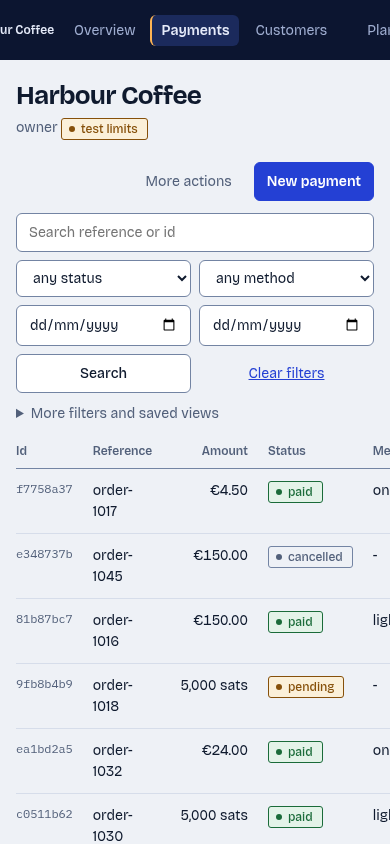 ur Coffee Overview Payments Customers Plan
Harbour Coffee
owner test limits
More actions New payment
Search reference or id
any status any method
dd/mm/yyyy dd/mm/yyyy
Search Clear filters
More filters and saved views
Id Reference Amount Status Me
f7758a37 order- €4.50 paid on
1017
e348737b order- €150.00 cancelled -
1045
81b87bc7 order- €150.00 paid lig
1016
9fb8b4b9 order- 5,000 sats pending -
1018
ea1bd2a5 order- €24.00 paid on
1032
c0511b62 order- 5,000 sats paid lig
1030